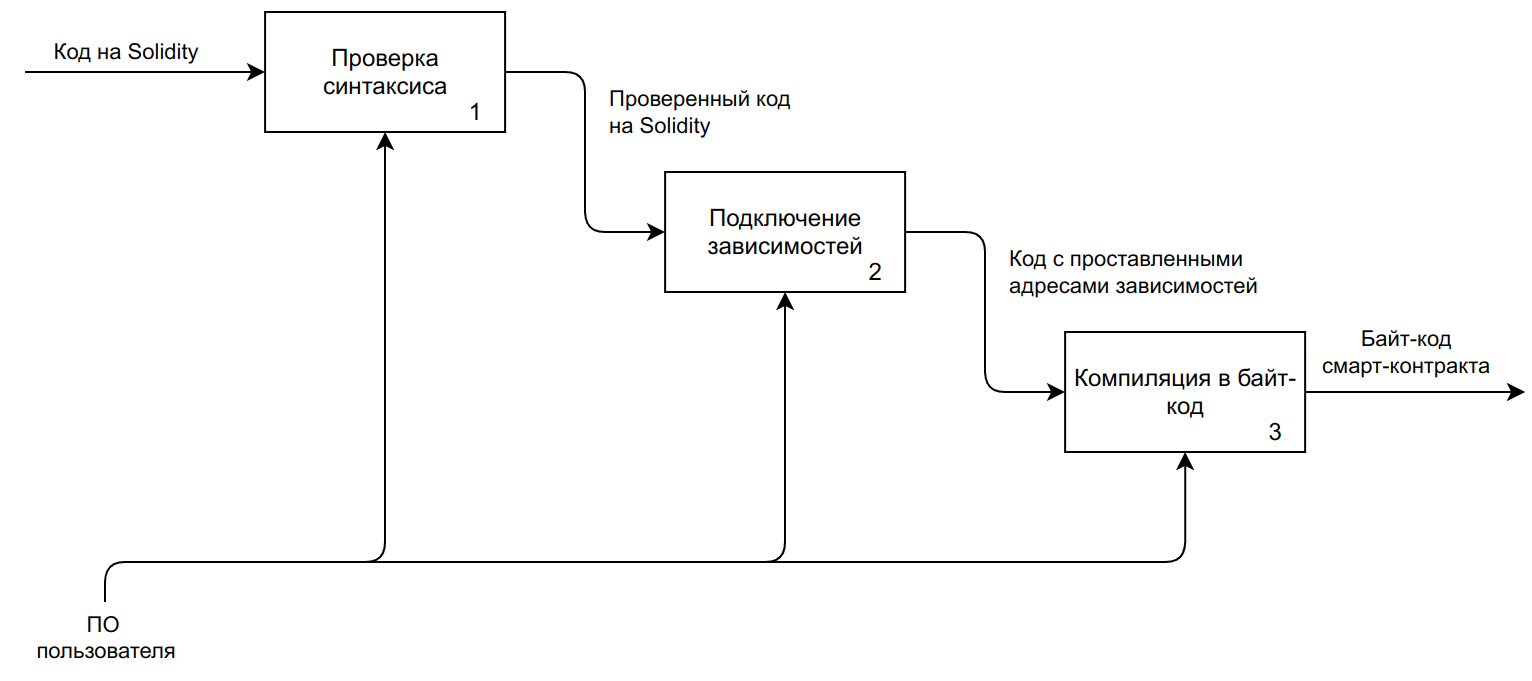 Код на Solidity
Проверка
синтаксиса
1
Проверенный код
на Solidity
Подключение
зависимостей
2
Код с проставленными
адресами зависимостей
Байт-код
смарт-контракта
Компиляция в байт-
код
3
ПО
пользователя